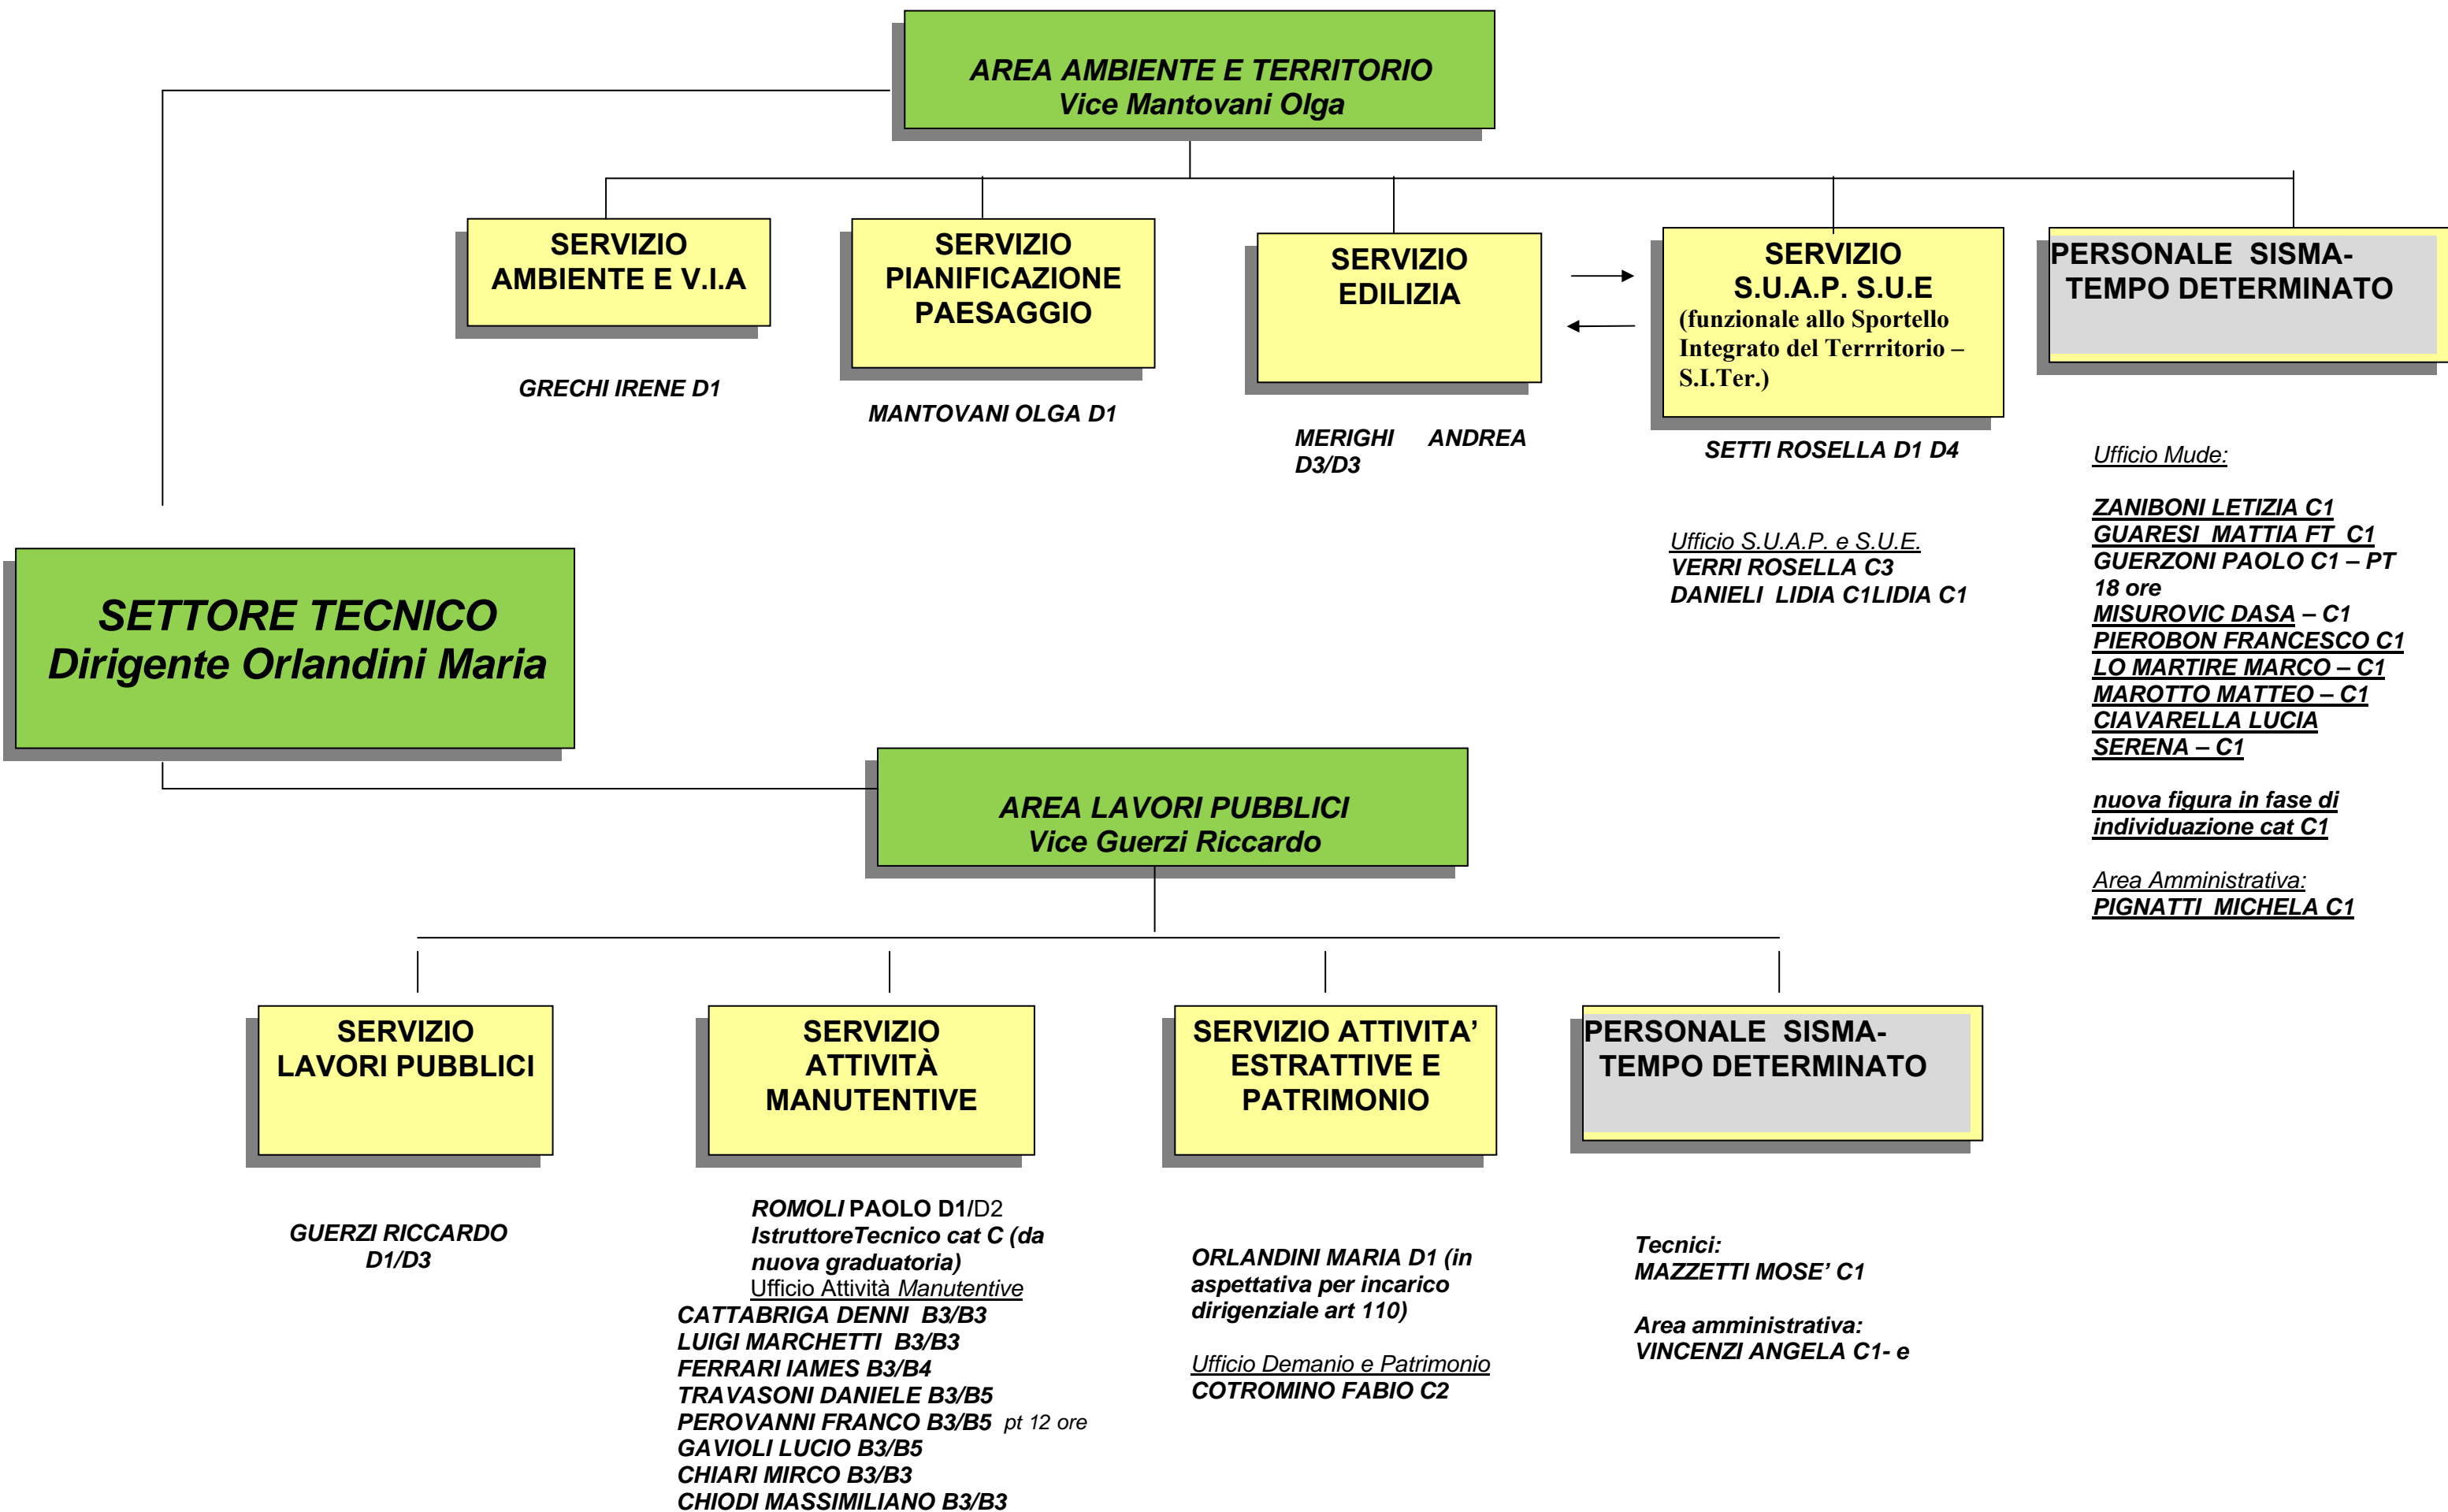 AREA AMBIENTE E TERRITORIO
Vice Mantovani Olga
SERVIZIO
AMBIENTE E V.I.A
GRECHI IRENE D1
SERVIZIO
PIANIFICAZIONE
PAESAGGIO
MANTOVANI OLGA D1
SERVIZIO
EDILIZIA
MERIGHI ANDREA
D3/D3
SERVIZIO
S.U.A.P. S.U.E
(funzionale allo Sportello
Integrato del Terrritorio –
S.I.Ter.)
SETTI ROSELLA D1 D4
Ufficio S.U.A.P. e S.U.E.
VERRI ROSELLA C3
DANIELI LIDIA C1LIDIA C1
PERSONALE SISMA-
TEMPO DETERMINATO
Ufficio Mude:
ZANIBONI LETIZIA C1
GUARESI MATTIA FT C1
GUERZONI PAOLO C1 – PT
18 ore
MISUROVIC DASA – C1
PIEROBON FRANCESCO C1
LO MARTIRE MARCO – C1
MAROTTO MATTEO – C1
CIAVARELLA LUCIA
SERENA – C1
nuova figura in fase di
individuazione cat C1
Area Amministrativa:
PIGNATTI MICHELA C1
SETTORE TECNICO
Dirigente Orlandini Maria
AREA LAVORI PUBBLICI
Vice Guerzi Riccardo
SERVIZIO
LAVORI PUBBLICI
GUERZI RICCARDO
D1/D3
SERVIZIO
ATTIVITÀ
MANUTENTIVE
ROMOLI PAOLO D1/D2
IstruttoreTecnico cat C (da
nuova graduatoria)
Ufficio Attività Manutentive
CATTABRIGA DENNI B3/B3
LUIGI MARCHETTI B3/B3
FERRARI IAMES B3/B4
TRAVASONI DANIELE B3/B5
PEROVANNI FRANCO B3/B5 pt 12 ore
GAVIOLI LUCIO B3/B5
CHIARI MIRCO B3/B3
CHIODI MASSIMILIANO B3/B3
SERVIZIO ATTIVITA’
ESTRATTIVE E
PATRIMONIO
ORLANDINI MARIA D1 (in
aspettativa per incarico
dirigenziale art 110)
Ufficio Demanio e Patrimonio
COTROMINO FABIO C2
PERSONALE SISMA-
TEMPO DETERMINATO
Tecnici:
MAZZETTI MOSE’ C1
Area amministrativa:
VINCENZI ANGELA C1- e